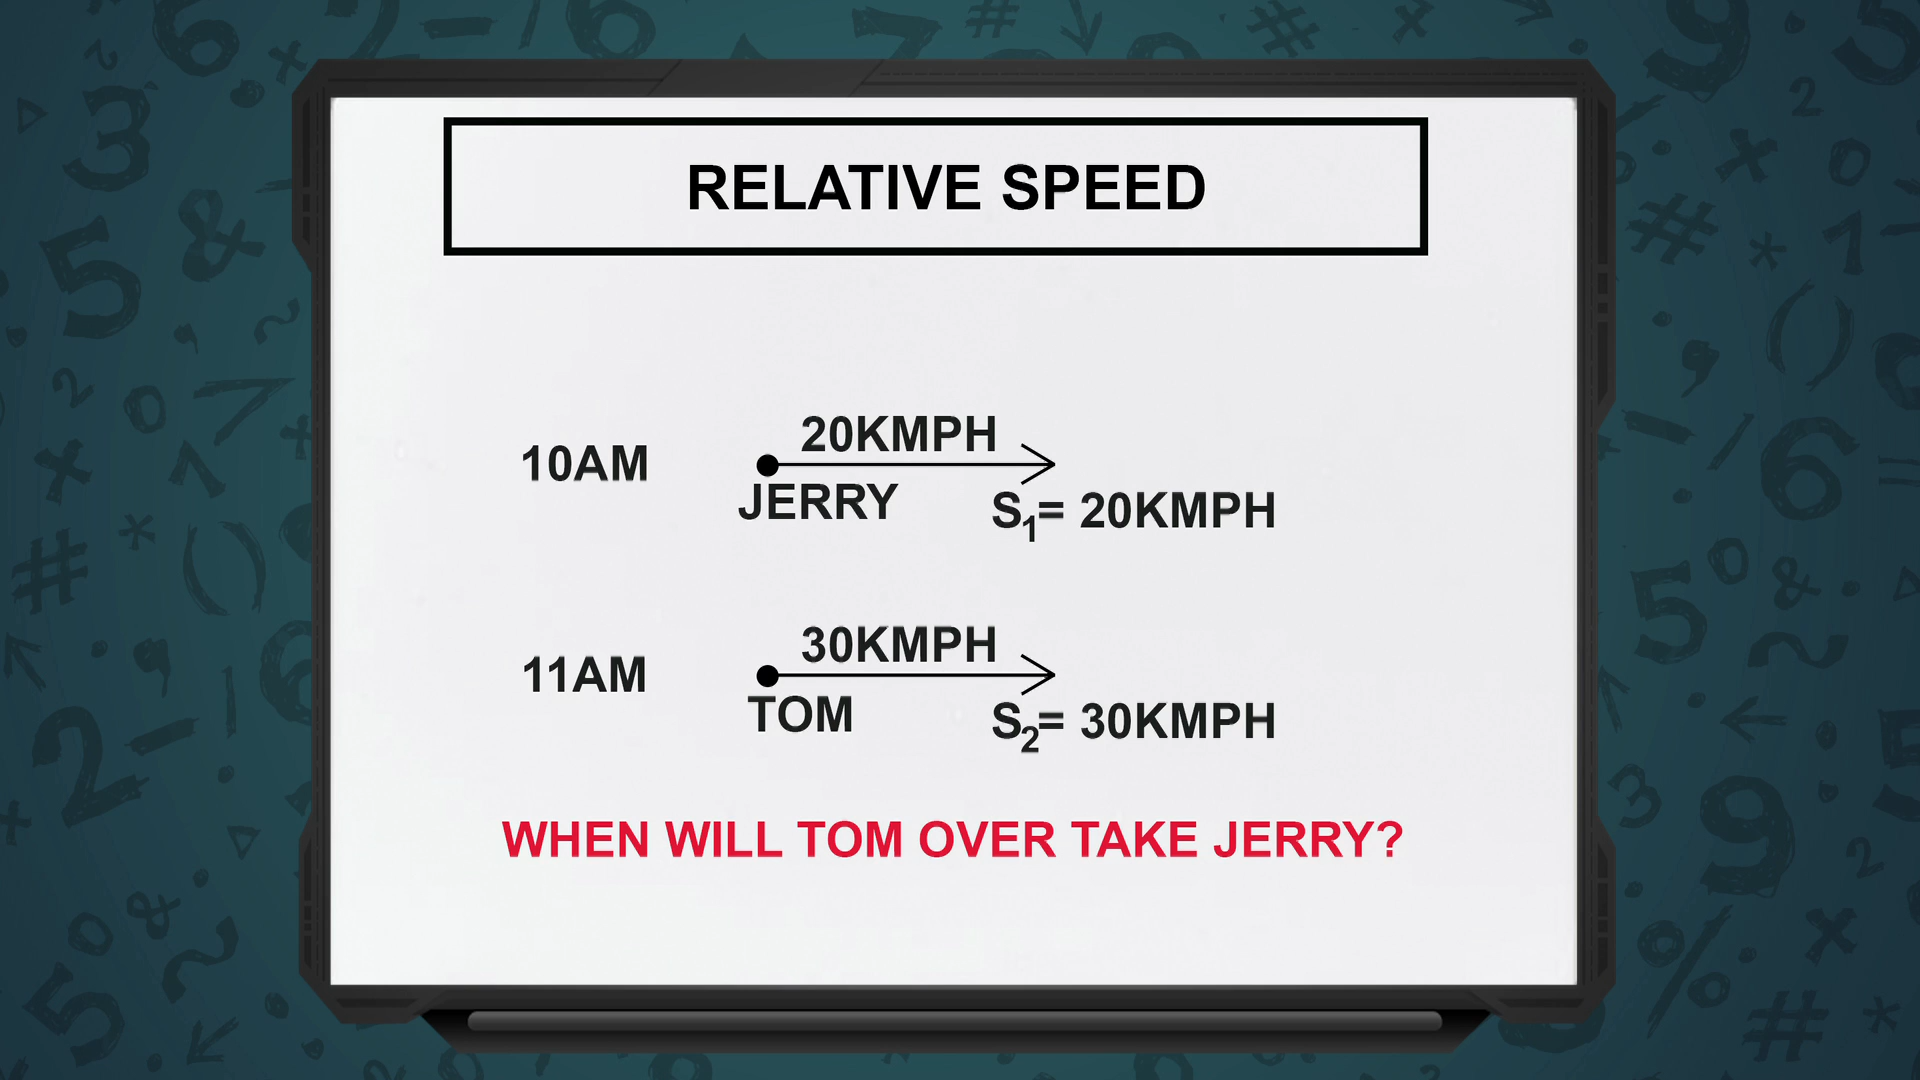 RELATIVE SPEED
20KMPH
10AM
JERRY
S1= 20KMPH
30KMPH
11AM
TOM
S2= 30KMPH
WHEN WILL TOM OVER TAKE JERRY?